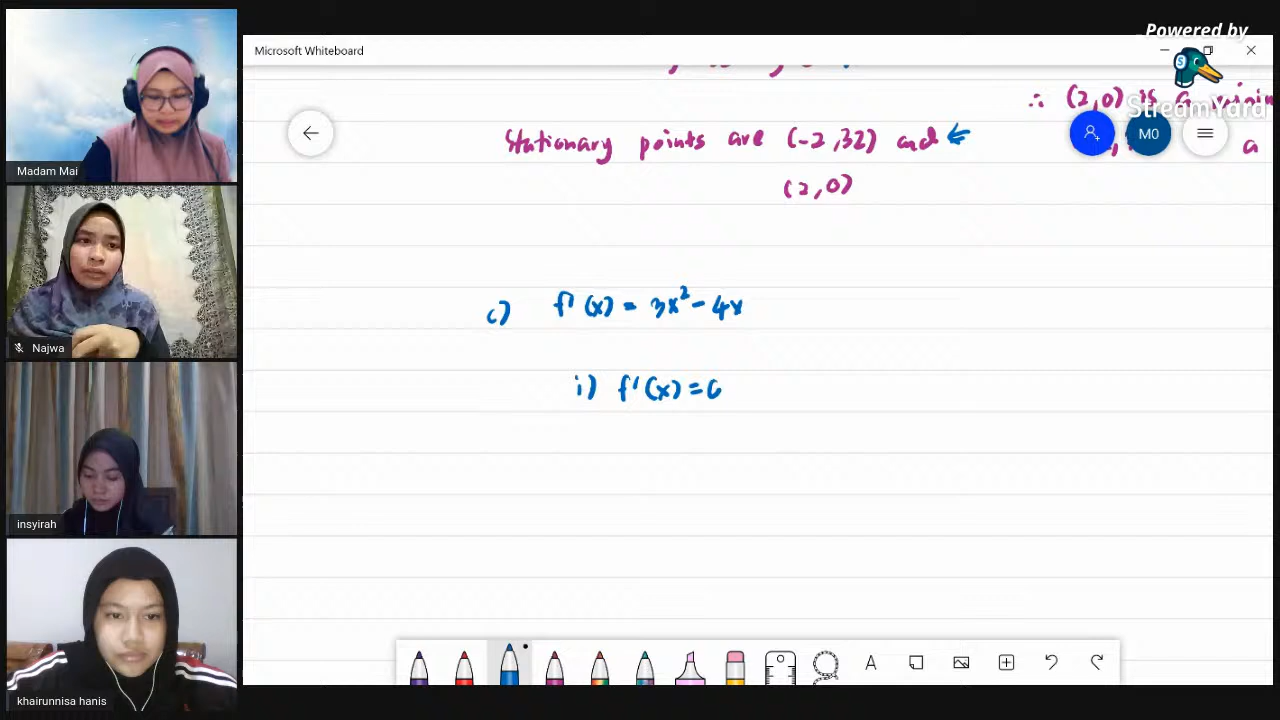 Powered by
StreamYard
Microsoft Whiteboard
∴ (2,0) is a
Stationary points are (-2,32) and ←
(2,0)
a
M0
c) f'(x) = 3x² - 4x
i) f'(x) = 0
Madam Mai
Najwa
insyirah
khairunnisa hanis
A